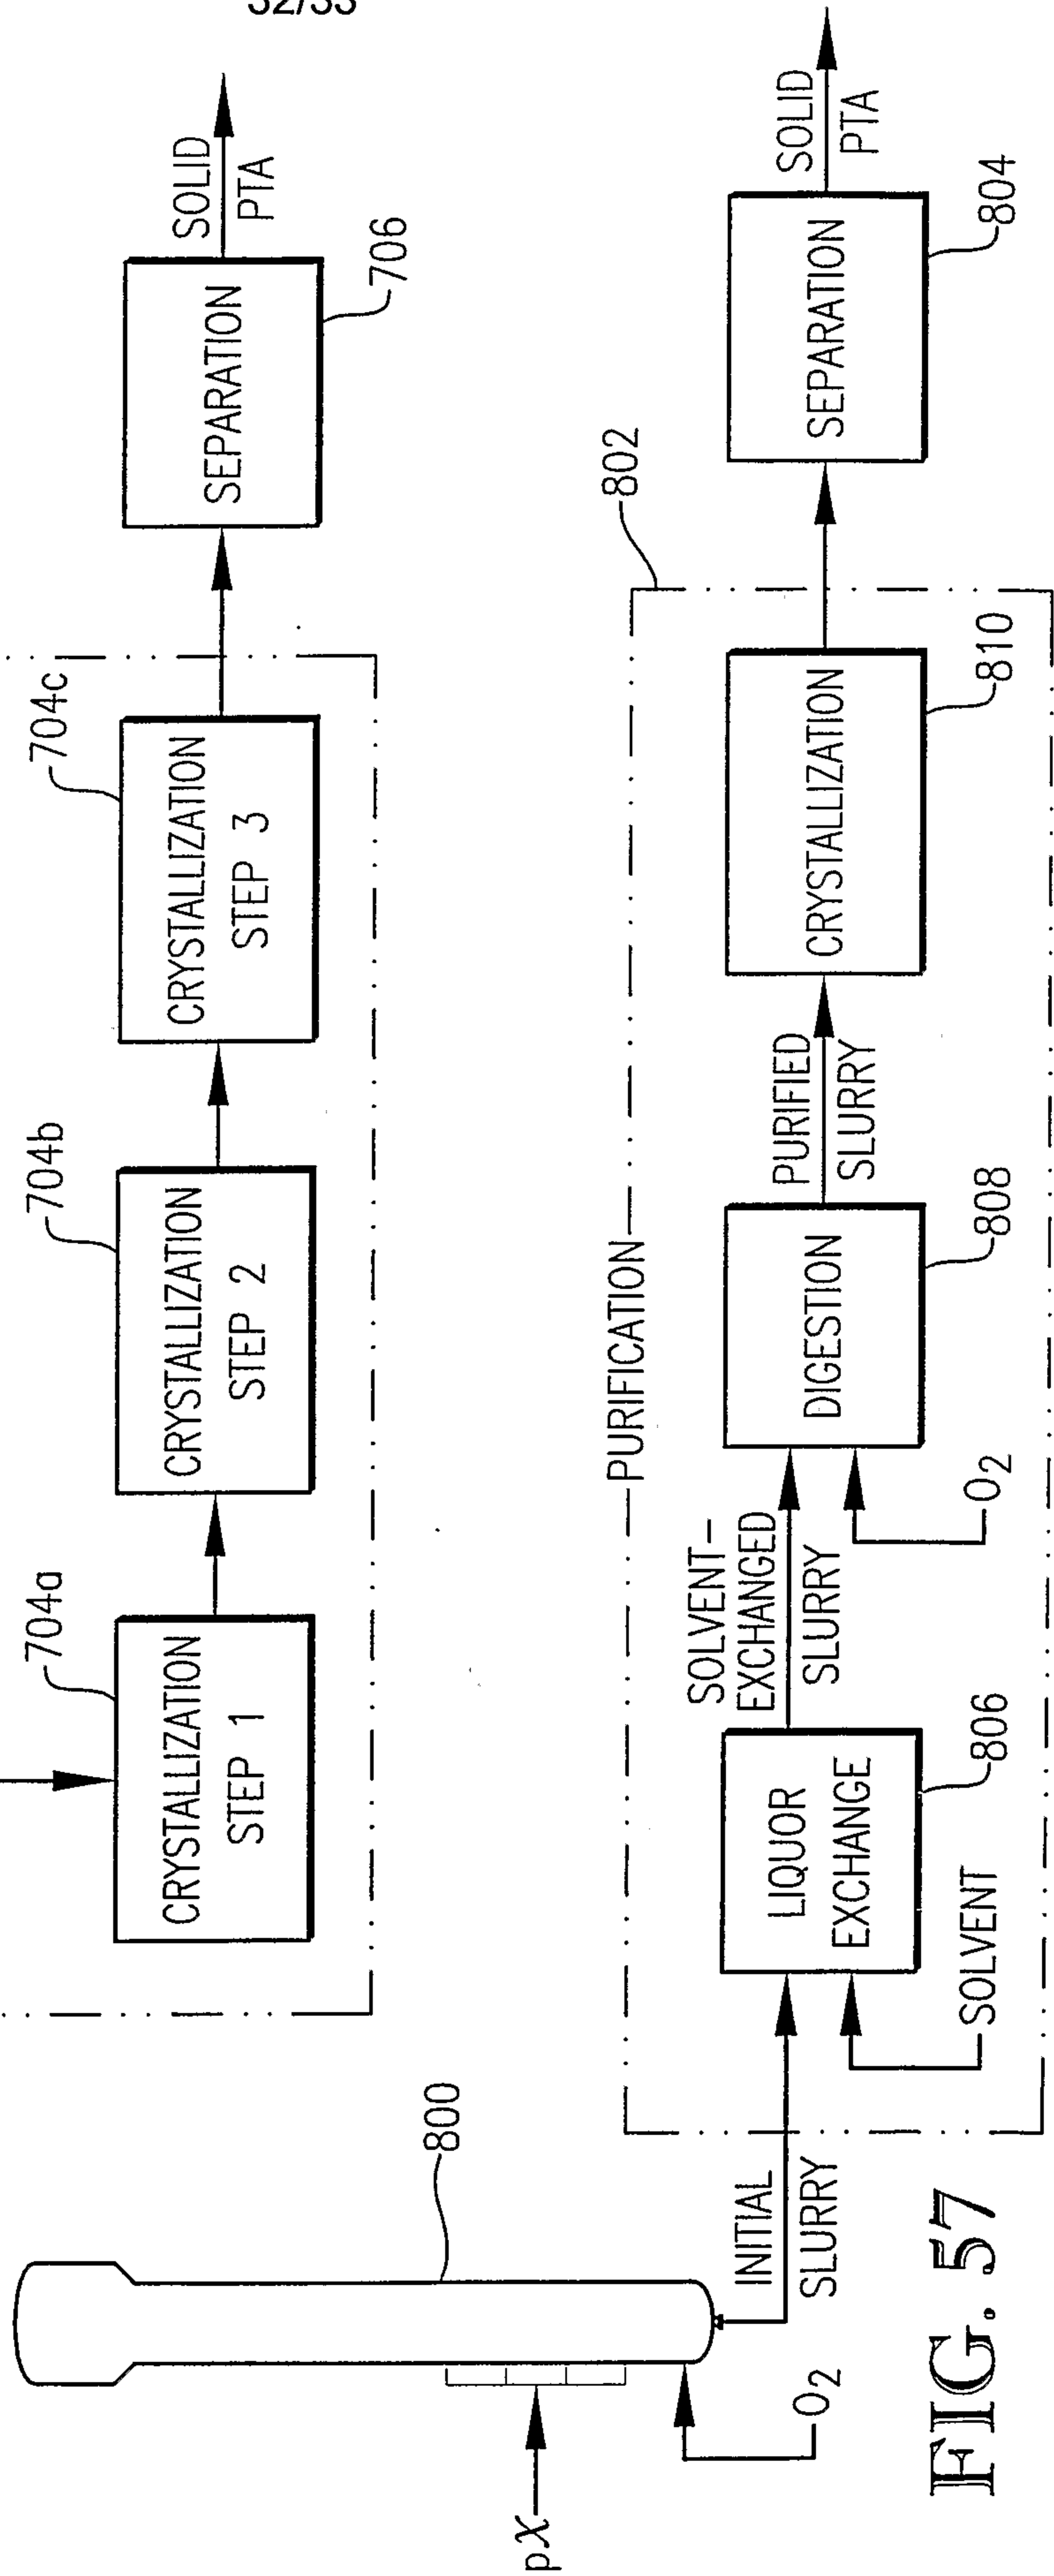 32/33
704a
CRYSTALLIZATION
STEP 1
704b
CRYSTALLIZATION
STEP 2
704c
CRYSTALLIZATION
STEP 3
SEPARATION
706
SOLID
PTA
800
pX
O2
INITIAL
SLURRY
PURIFICATION
802
SOLVENT
LIQUOR
EXCHANGE
806
SOLVENT-
EXCHANGED
SLURRY
O2
DIGESTION
808
PURIFIED
SLURRY
CRYSTALLIZATION
810
SEPARATION
804
SOLID
PTA
FIG. 57